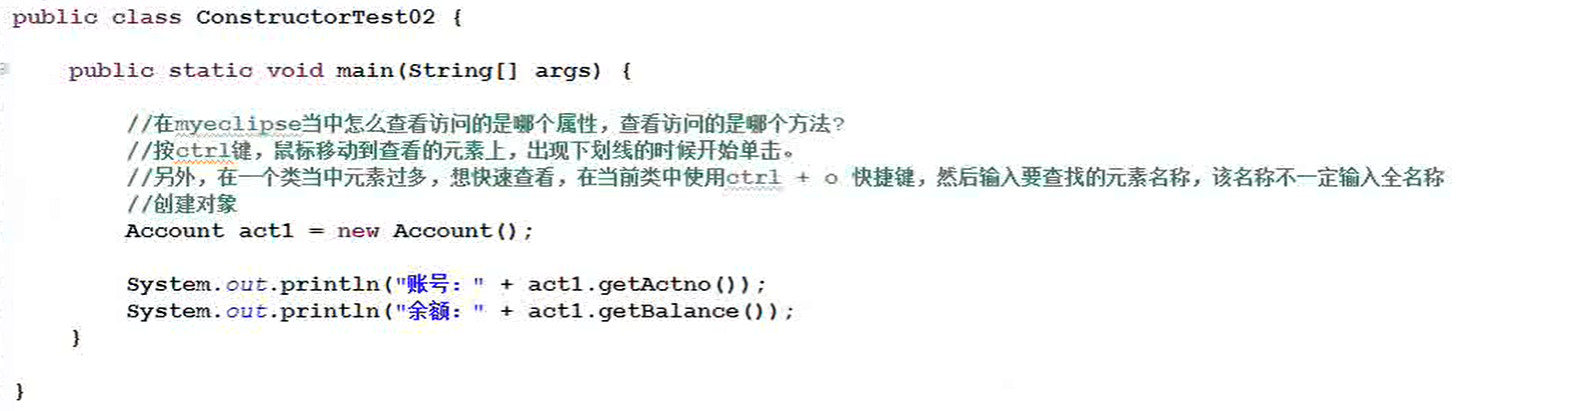 public class ConstructorTest02 {
public static void main(String[] args) {
//在myeclipse当中怎么查看访问的是哪个属性，查看访问的是哪个方法?
//按ctrl键，鼠标移动到查看的元素上，出现下划线的时候开始单击。
//另外，在一个类当中元素过多，想快速查看，在当前类中使用ctrl + o 快捷键，然后输入要查找的元素名称，该名称不一定输入全名称
//创建对象
Account act1 = new Account();
System.out.println("账号：" + act1.getActno());
System.out.println("余额：" + act1.getBalance());
}
}